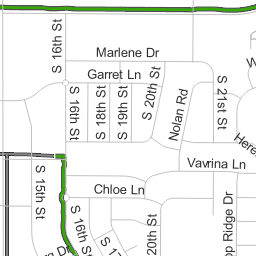 S 16th St
Marlene Dr
Garret Ln
S 16th St
S 18th St
S 19th St
S 20th St
Nolan Rd
S 21st St
Vavrina Ln
S 15th St
Chloe Ln
S 16th St
S 20th St
Ridge Dr
Dr